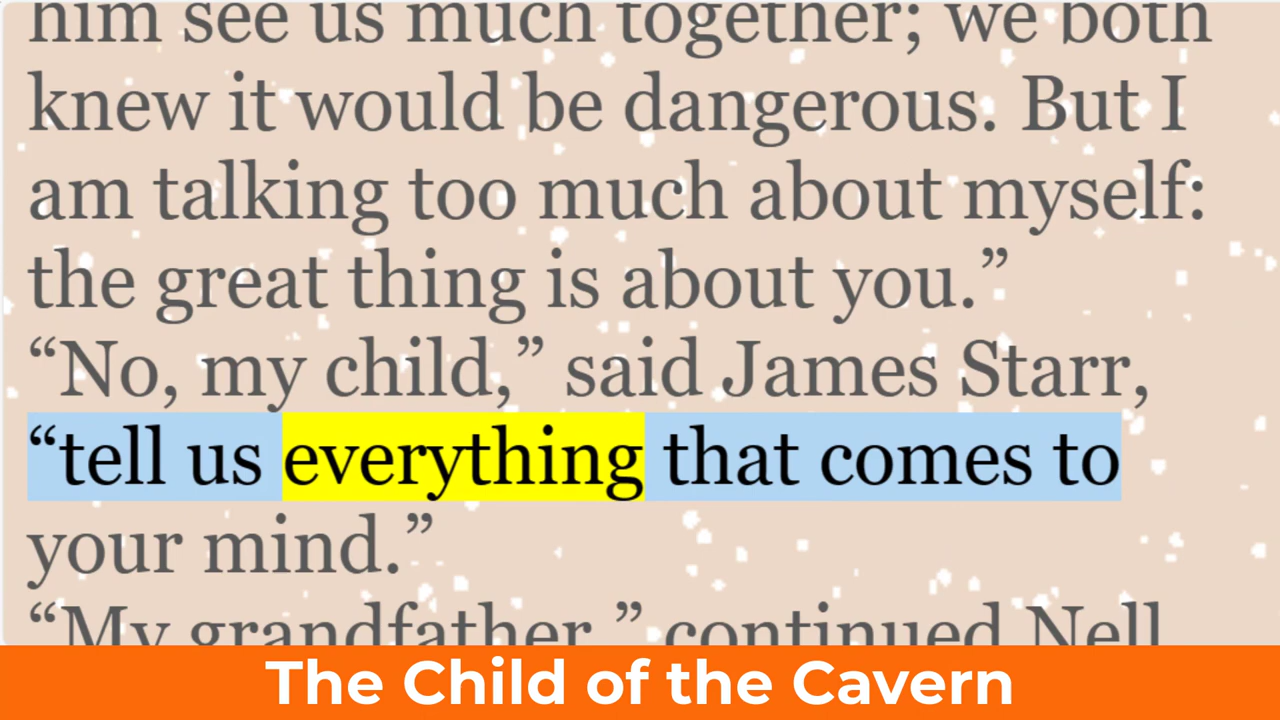 him see us much together; we both
knew it would be dangerous. But I
am talking too much about myself:
the great thing is about you.”
“No, my child,” said James Starr,
“tell us everything that comes to
your mind.”
“My grandfather,” continued Nell
The Child of the Cavern